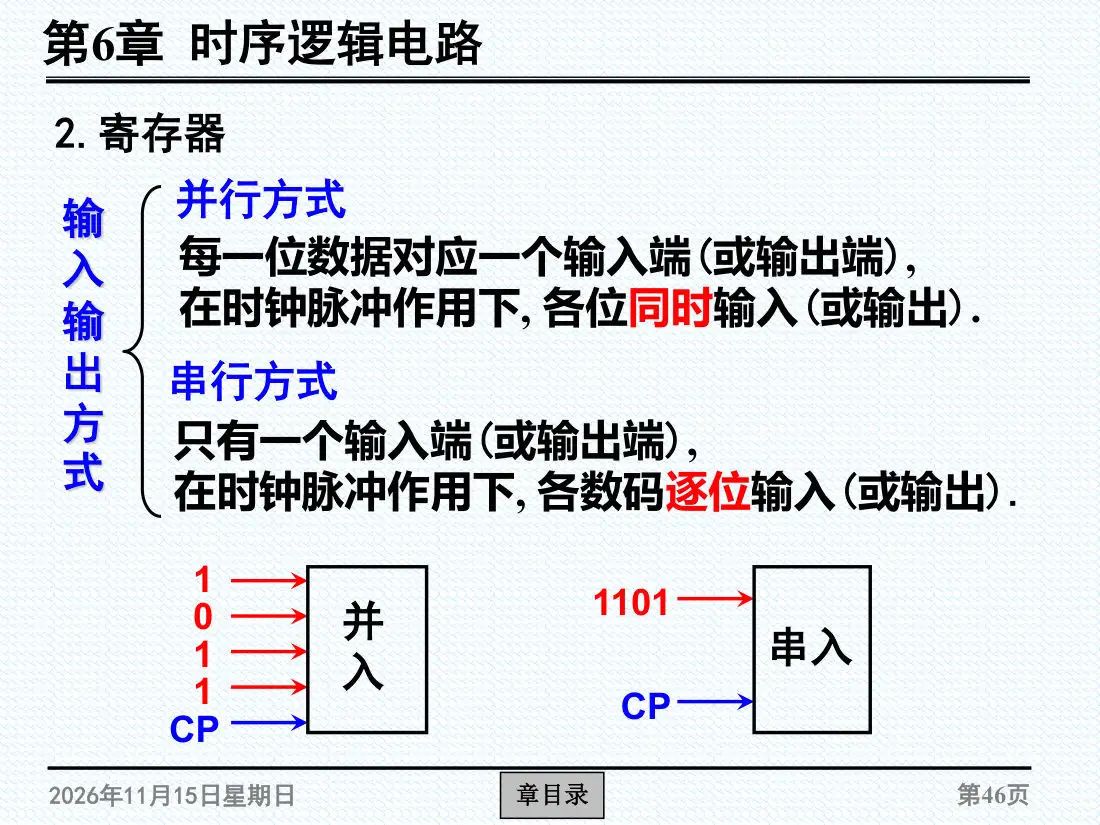 第6章 时序逻辑电路
2.寄存器
输入输出方式
并行方式
每一位数据对应一个输入端(或输出端),
在时钟脉冲作用下,各位同时输入(或输出).
串行方式
只有一个输入端(或输出端),
在时钟脉冲作用下,各数码逐位输入(或输出).
1
0
1
1
CP
并
入
1101
CP
串入
2026年11月15日星期日
章目录
第46页